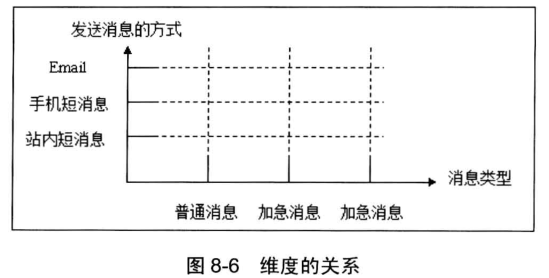 发送消息的方式
Email
手机短消息
站内短消息
消息类型
普通消息 加急消息 加急消息
图 8-6 维度的关系